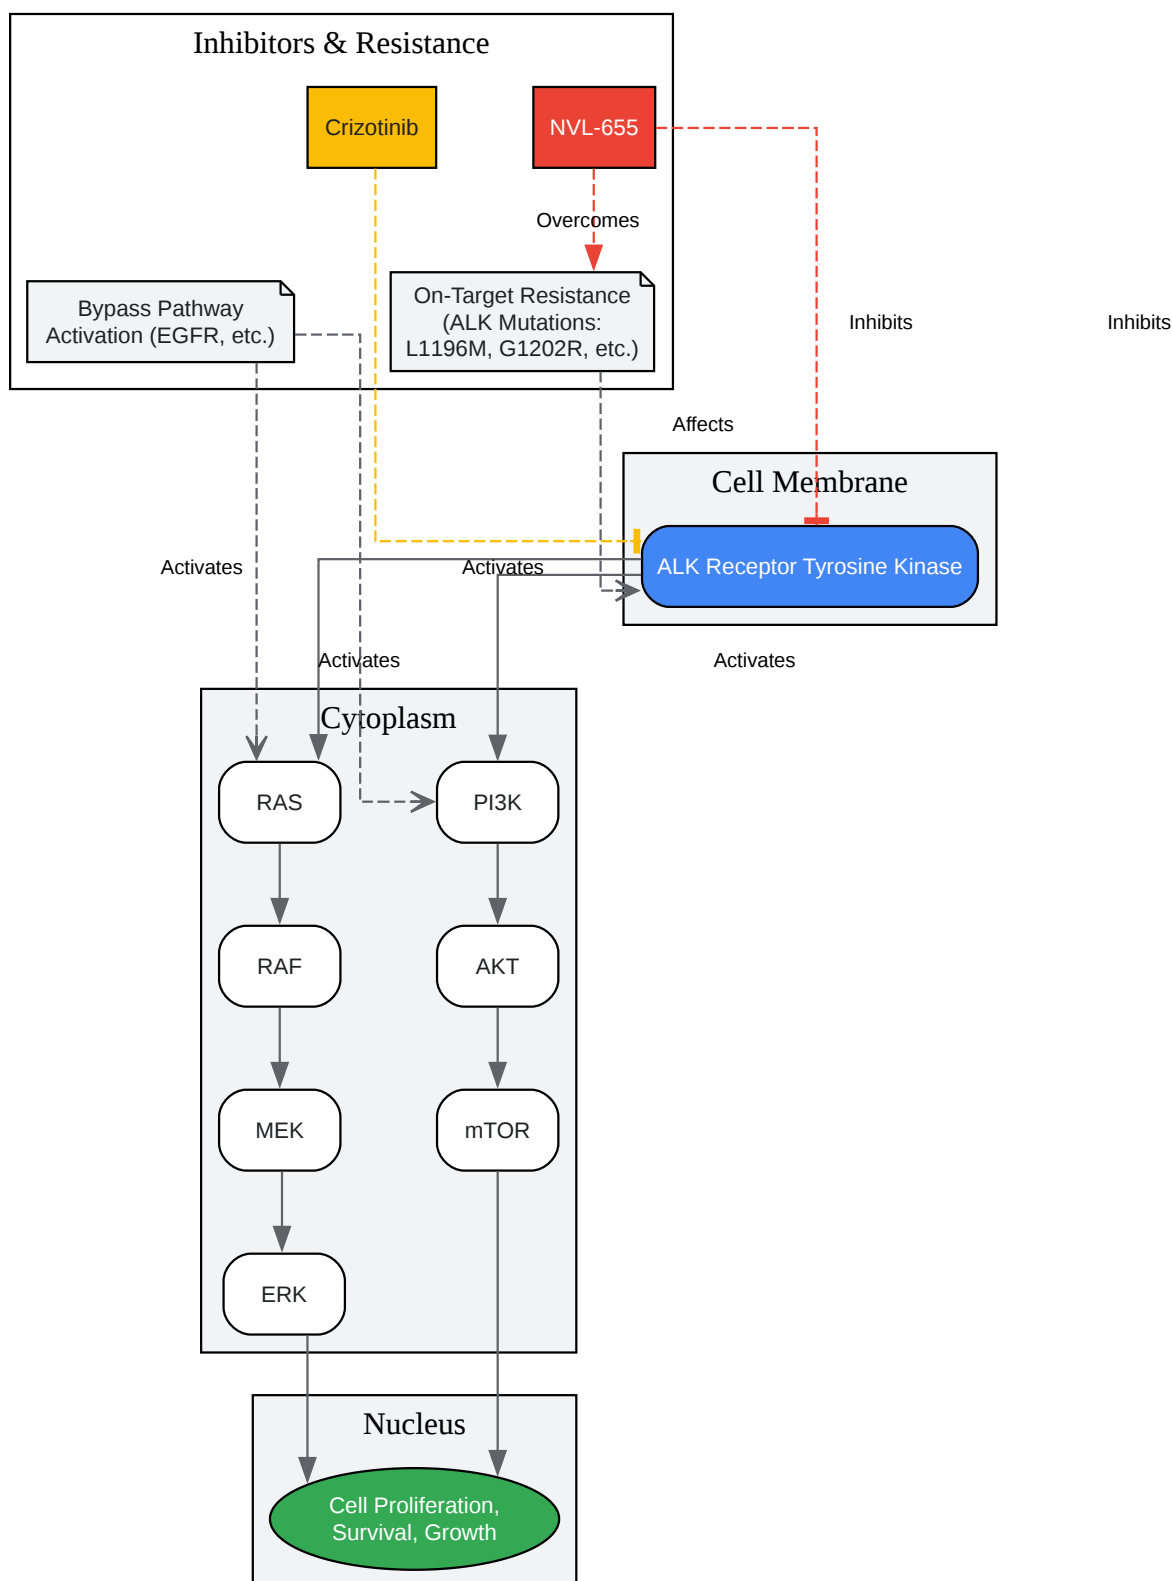 Inhibitors & Resistance
Crizotinib
NVL-655
Overcomes
Bypass Pathway
Activation (EGFR, etc.)
On-Target Resistance
(ALK Mutations:
L1196M, G1202R, etc.)
Inhibits
Inhibits
Affects
Cell Membrane
ALK Receptor Tyrosine Kinase
Activates
Activates
Activates
Activates
Cytoplasm
RAS
PI3K
RAF
AKT
MEK
mTOR
ERK
Nucleus
Cell Proliferation,
Survival, Growth